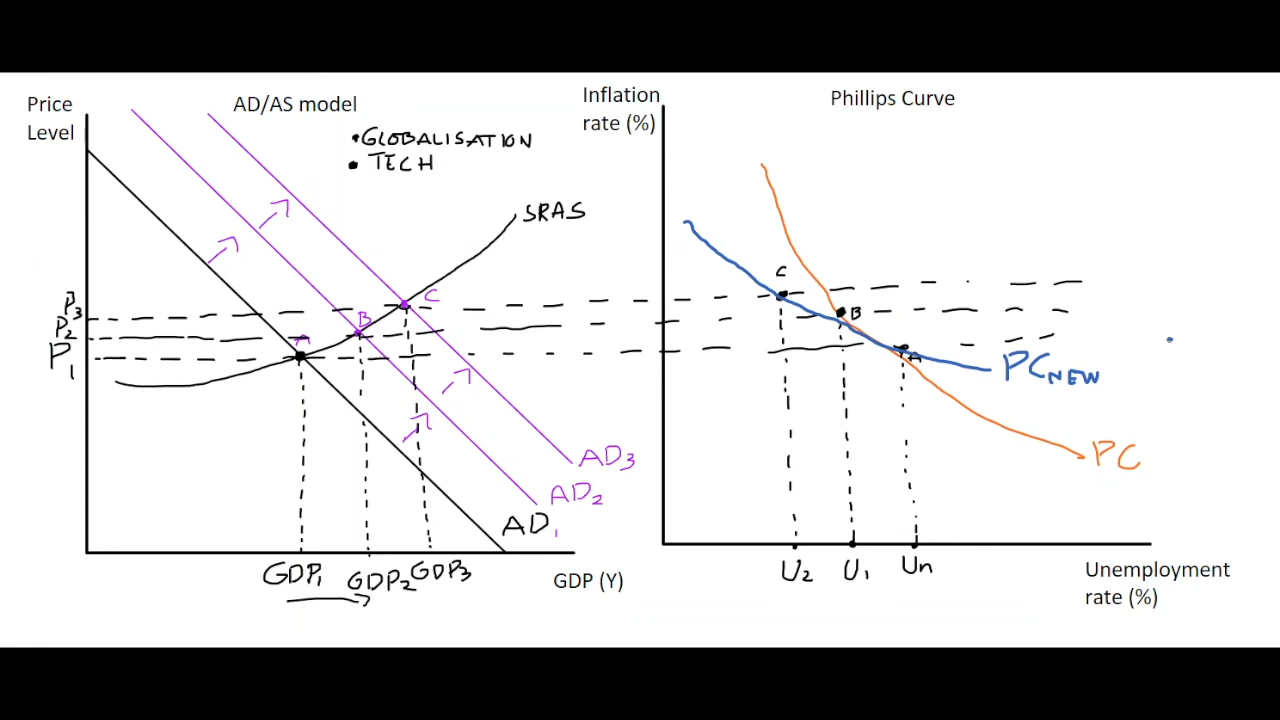 Price
Level
AD/AS model
•GLOBALISATION
• TECH
SRAS
P3
P2
P1
A
B
C
AD3
AD2
AD1
GDP1
GDP2
GDP3
GDP (Y)
Inflation
rate (%)
Phillips Curve
C
B
A
PCNEW
PC
U2
U1
Un
Unemployment
rate (%)